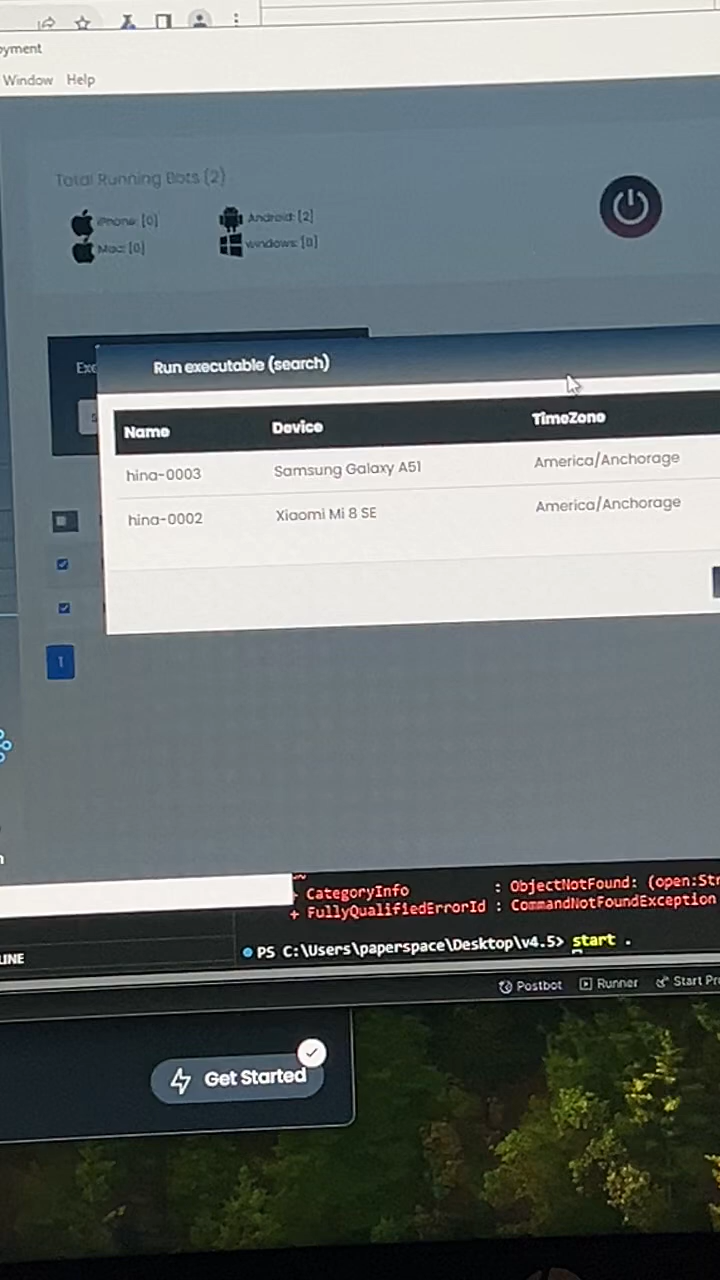 Window Help
Total Running Bots (2)
iPhone: [0]
Android: [2]
Mac: [0]
windows: [0]
Run executable (search)
Name Device TimeZone
hina-0003 Samsung Galaxy A51 America/Anchorage
hina-0002 Xiaomi Mi 8 SE America/Anchorage
1
+ CategoryInfo : ObjectNotFound: (open:Str
+ FullyQualifiedErrorId : CommandNotFoundException
PS C:\Users\paperspace\Desktop\v4.5> start .
Postbot Runner Start Pr
Get Started